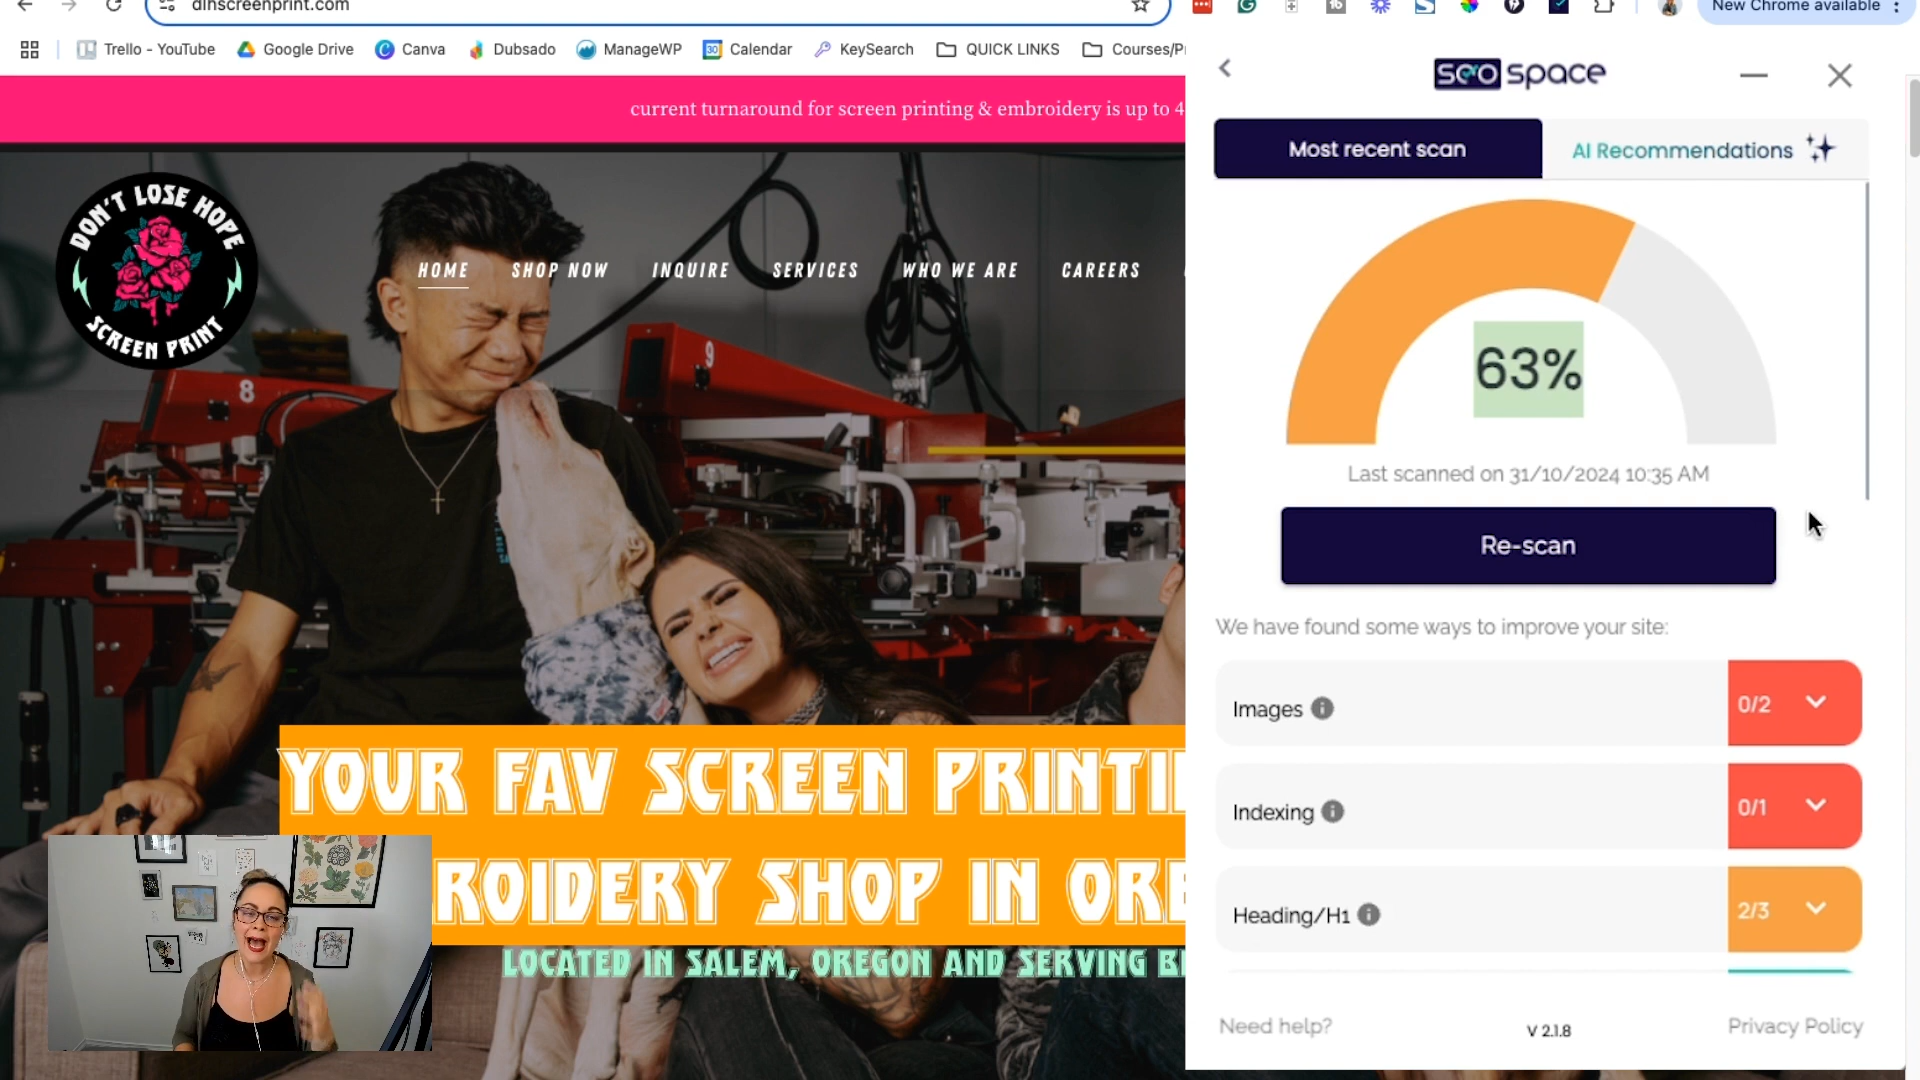 dlhscreenprint.com
New Chrome available
Trello - YouTube
Google Drive
Canva
Dubsado
ManageWP
Calendar
KeySearch
QUICK LINKS
Courses/P
current turnaround for screen printing & embroidery is up to 4
DON'T LOSE HOPE
SCREEN PRINT
HOME
SHOP NOW
INQUIRE
SERVICES
WHO WE ARE
CAREERS
8
9
YOUR FAV SCREEN PRINTI
ROIDERY SHOP IN ORE
LOCATED IN SALEM, OREGON AND SERVING B
seo space
Most recent scan
AI Recommendations
63%
Last scanned on 31/10/2024 10:35 AM
Re-scan
We have found some ways to improve your site:
Images
0/2
Indexing
0/1
Heading/H1
2/3
Need help?
V 2.1.8
Privacy Policy